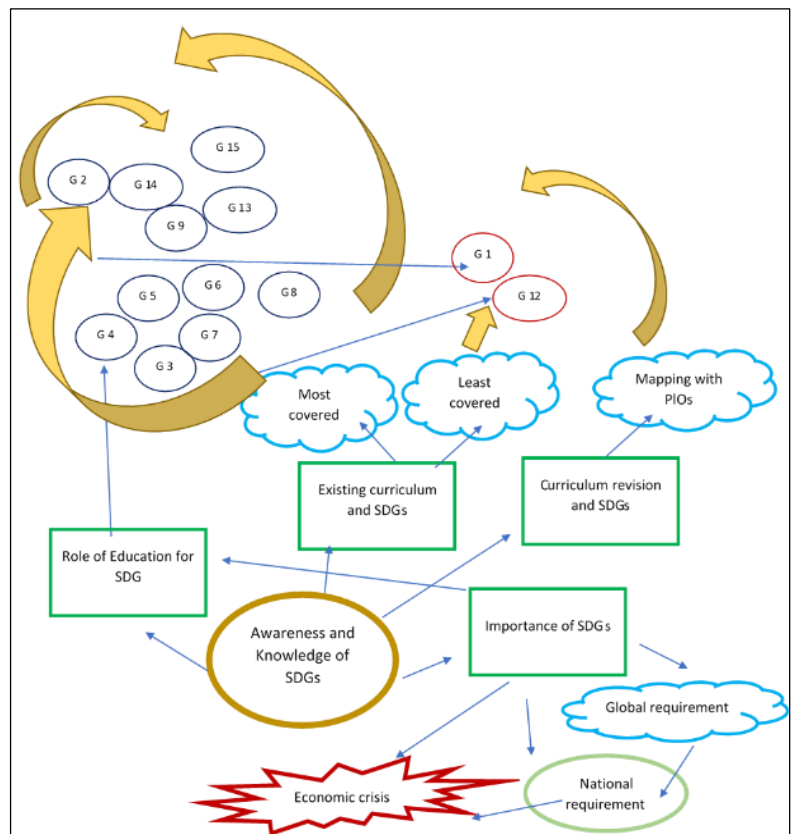 G 15
G 2
G 14
G 13
G 9
G 1
G 6
G 5
G 8
G 12
G 4
G 7
G 3
Most
covered
Least
covered
Mapping with
PlOs
Existing curriculum
and SDGs
Curriculum revision
and SDGs
Role of Education for
SDG
Awareness and
Knowledge of
SDGs
Importance of SDGs
Global requirement
Economic crisis
National
requirement